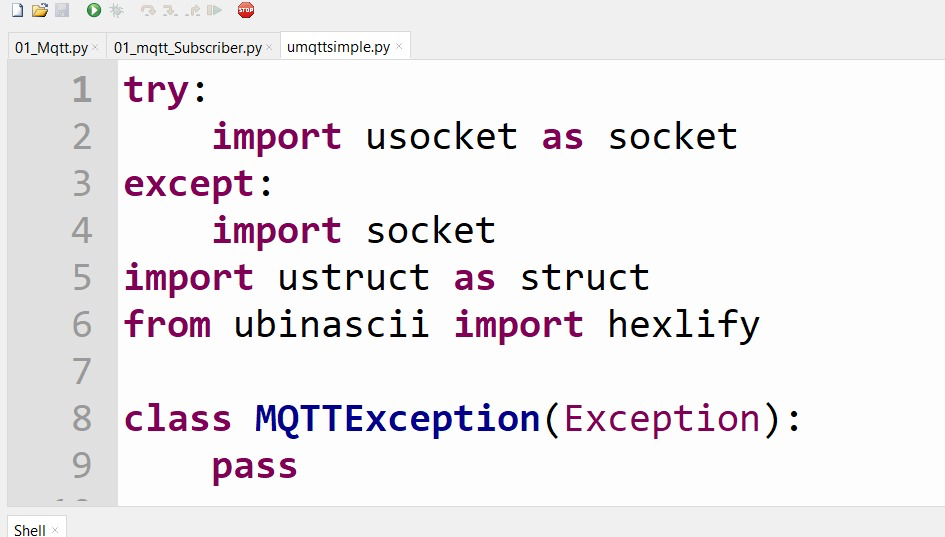 STOP
01_Mqtt.py × 01_mqtt_Subscriber.py × umqttsimple.py ×
1 try:
2     import usocket as socket
3 except:
4     import socket
5 import ustruct as struct
6 from ubinascii import hexlify
7
8 class MQTTException(Exception):
9     pass
Shell ×